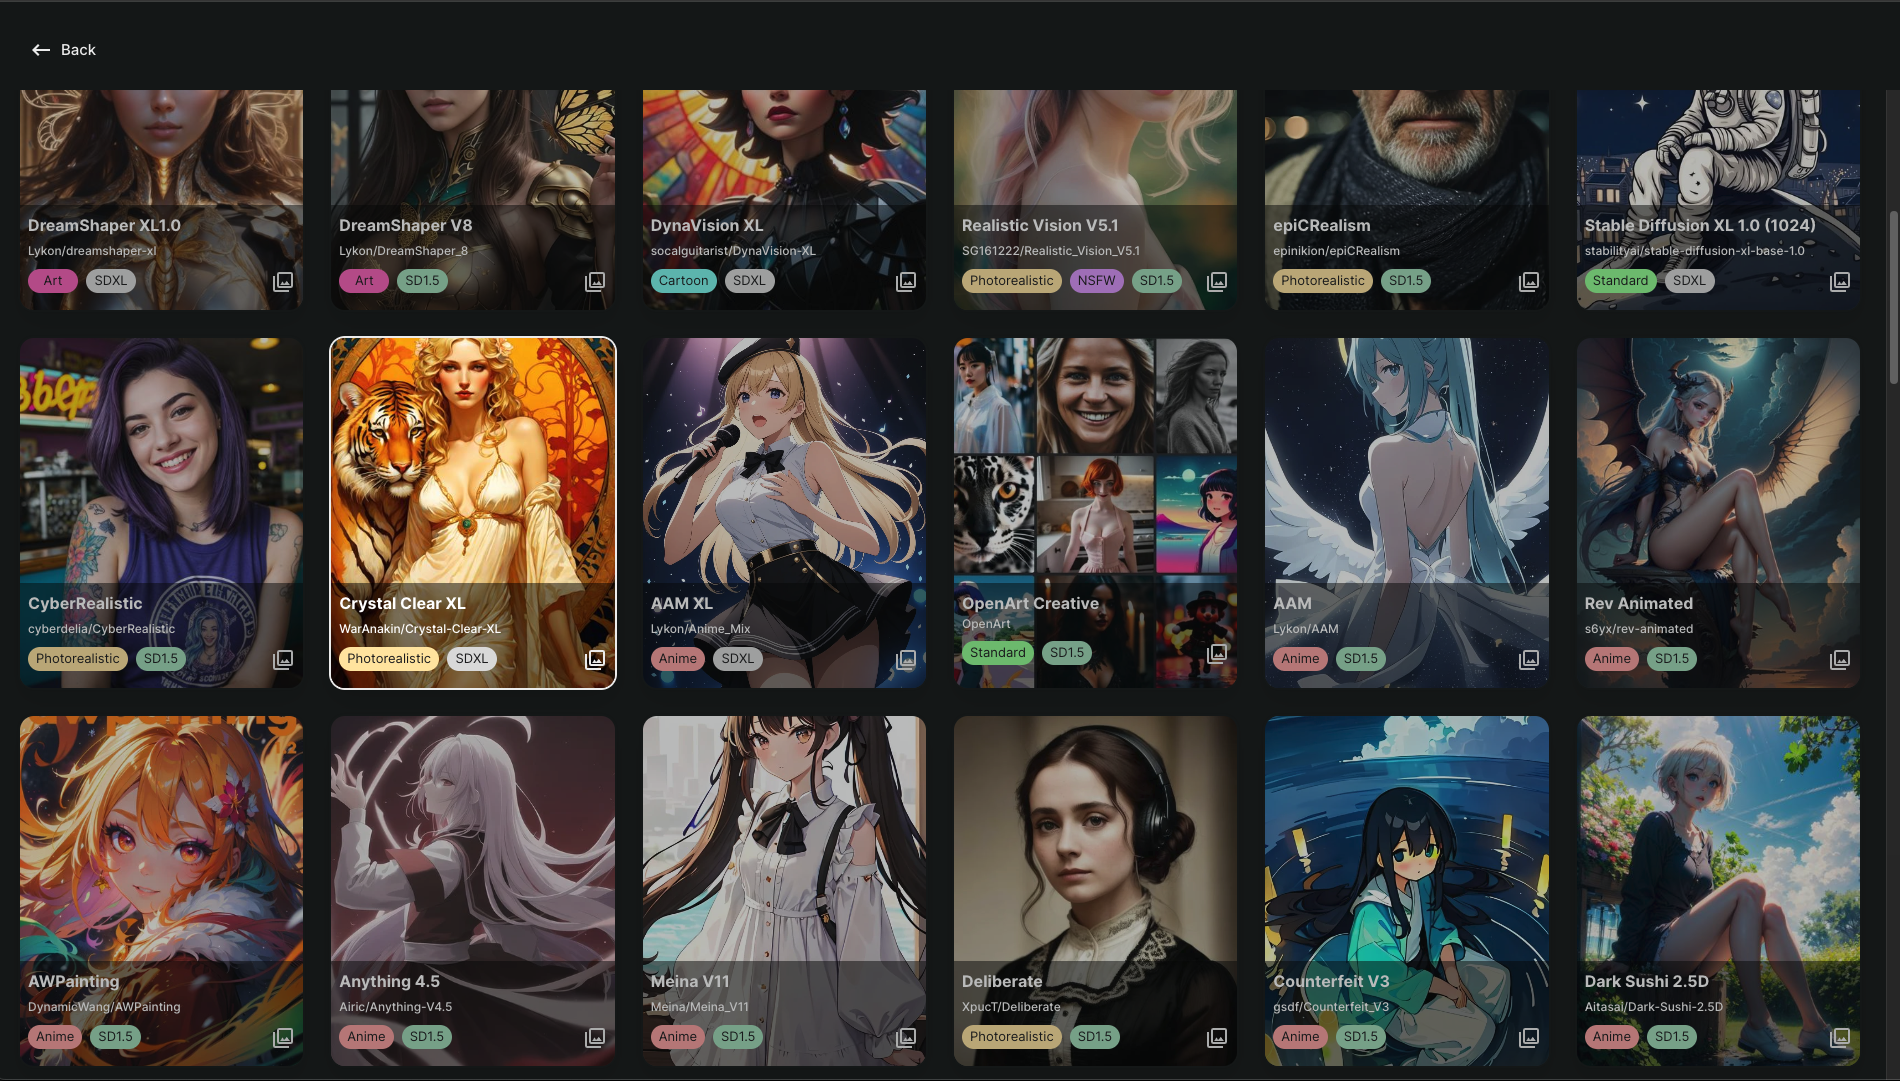 Back
DreamShaper XL1.0
Lykon/dreamshaper-xl
Art SDXL
DreamShaper V8
Lykon/DreamShaper_8
Art SD1.5
DynaVision XL
socalguitarist/DynaVision-XL
Cartoon SDXL
Realistic Vision V5.1
SG161222/Realistic_Vision_V5.1
Photorealistic NSFW SD1.5
epiCRealism
epinikion/epiCRealism
Photorealistic SD1.5
Stable Diffusion XL 1.0 (1024)
stabilityai/stable-diffusion-xl-base-1.0
Standard SDXL
CyberRealistic
cyberdelia/CyberRealistic
Photorealistic SD1.5
Crystal Clear XL
WarAnakin/Crystal-Clear-XL
Photorealistic SDXL
AAM XL
Lykon/Anime_Mix
Anime SDXL
OpenArt Creative
OpenArt
Standard SD1.5
AAM
Lykon/AAM
Anime SD1.5
Rev Animated
s6yx/rev-animated
Anime SD1.5
awpainting
1.2
AWPainting
DynamicWang/AWPainting
Anime SD1.5
Anything 4.5
Airic/Anything-V4.5
Anime SD1.5
Meina V11
Meina/Meina_V11
Anime SD1.5
Deliberate
XpucT/Deliberate
Photorealistic SD1.5
Counterfeit V3
gsdf/Counterfeit_V3
Anime SD1.5
Dark Sushi 2.5D
Aitasai/Dark-Sushi-2.5D
Anime SD1.5